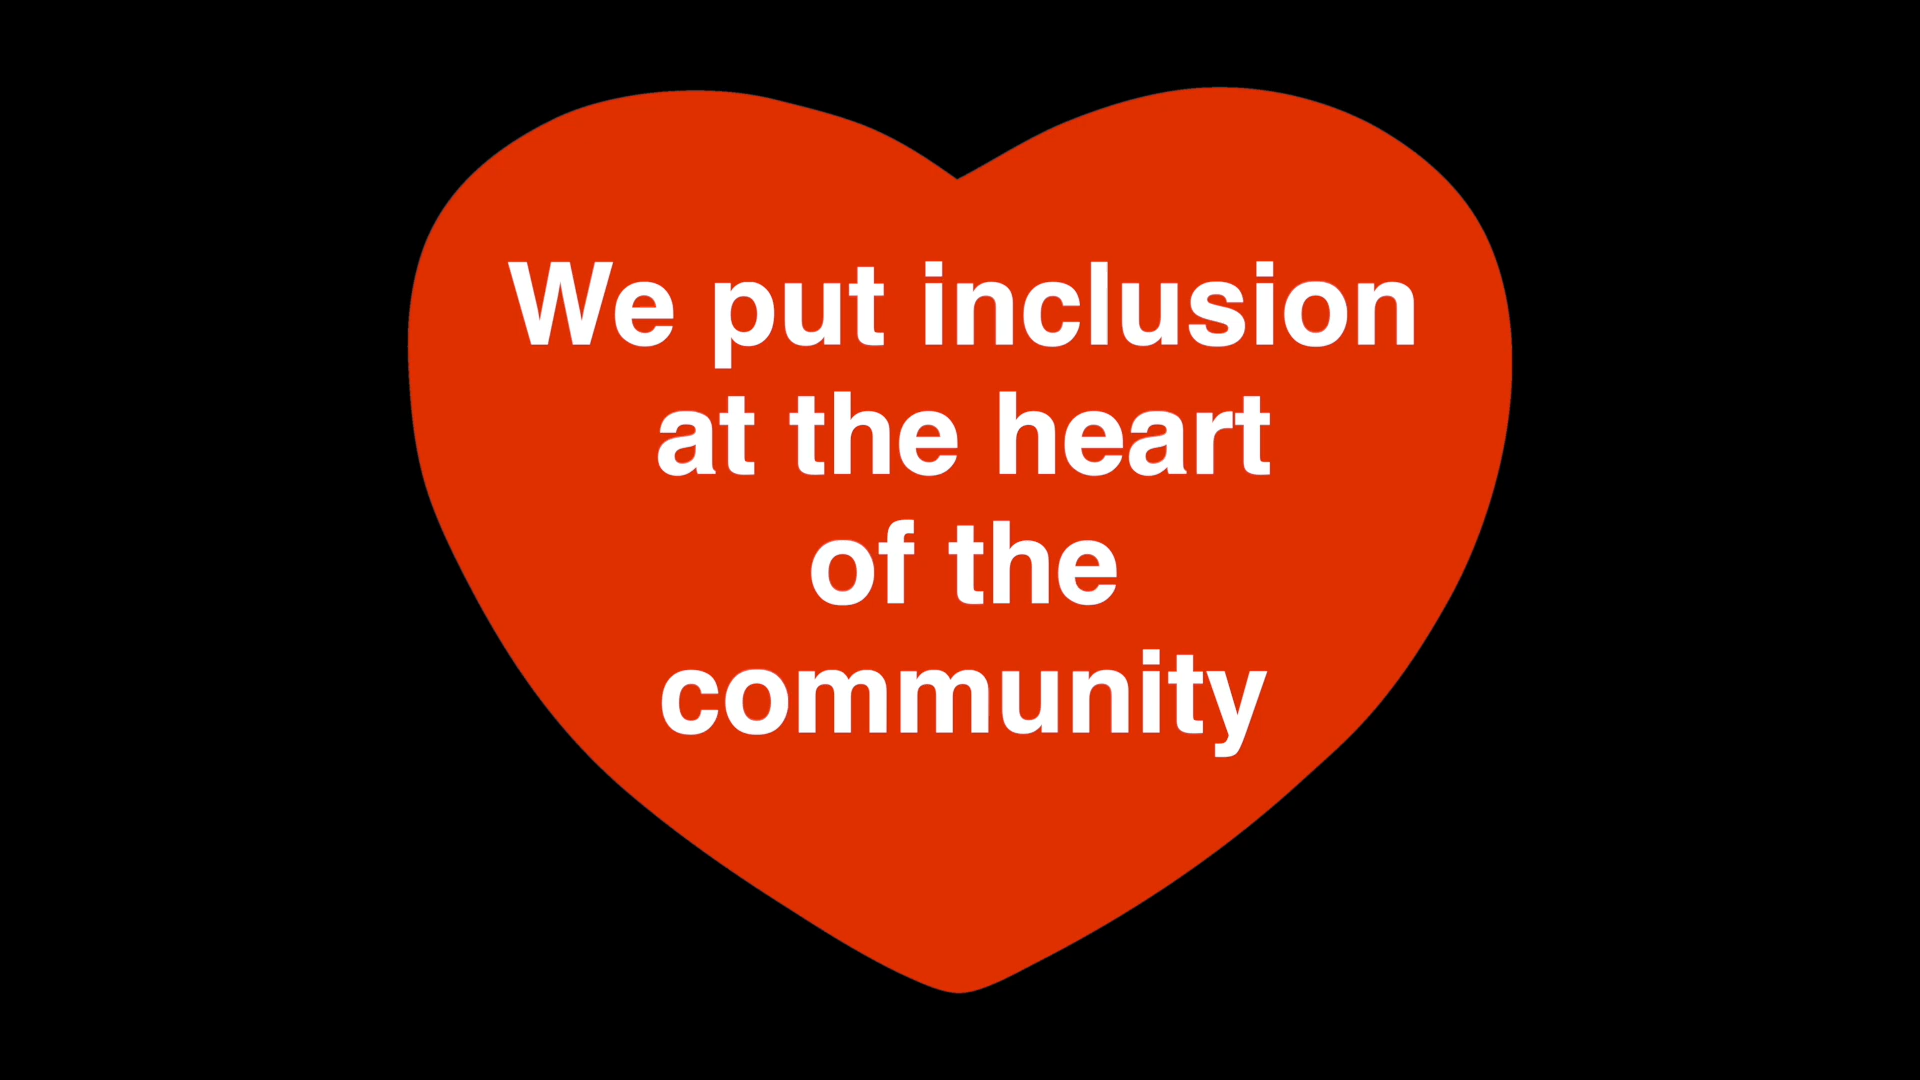 We put inclusion
at the heart
of the
community